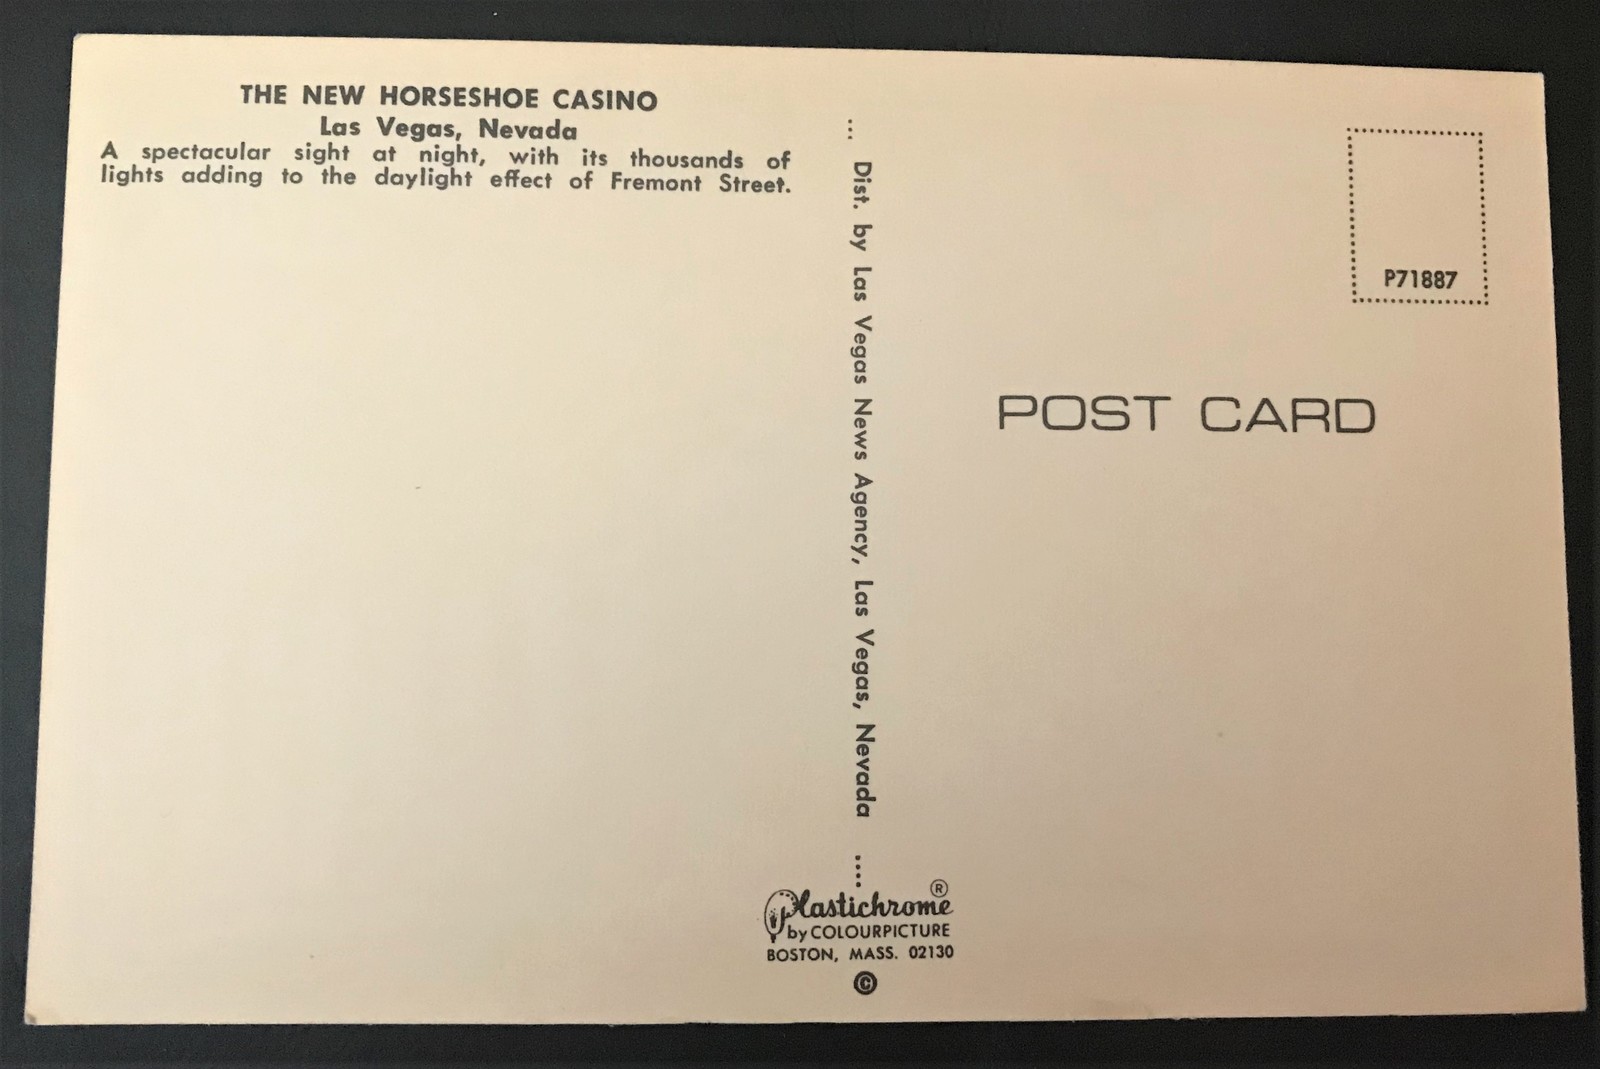 THE NEW HORSESHOE CASINO
Las Vegas, Nevada
A spectacular sight at night, with its thousands of
lights adding to the daylight effect of Fremont Street.
.... Dist. by Las Vegas News Agency, Las Vegas, Nevada ....
P71887
POST CARD
Plastichrome ®
by COLOURPICTURE
BOSTON, MASS. 02130
©